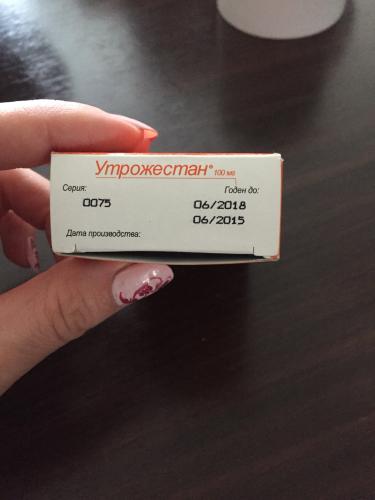 Утрожестан® 100 мг
Серия: Годен до:
0075 06/2018
06/2015
Дата производства: